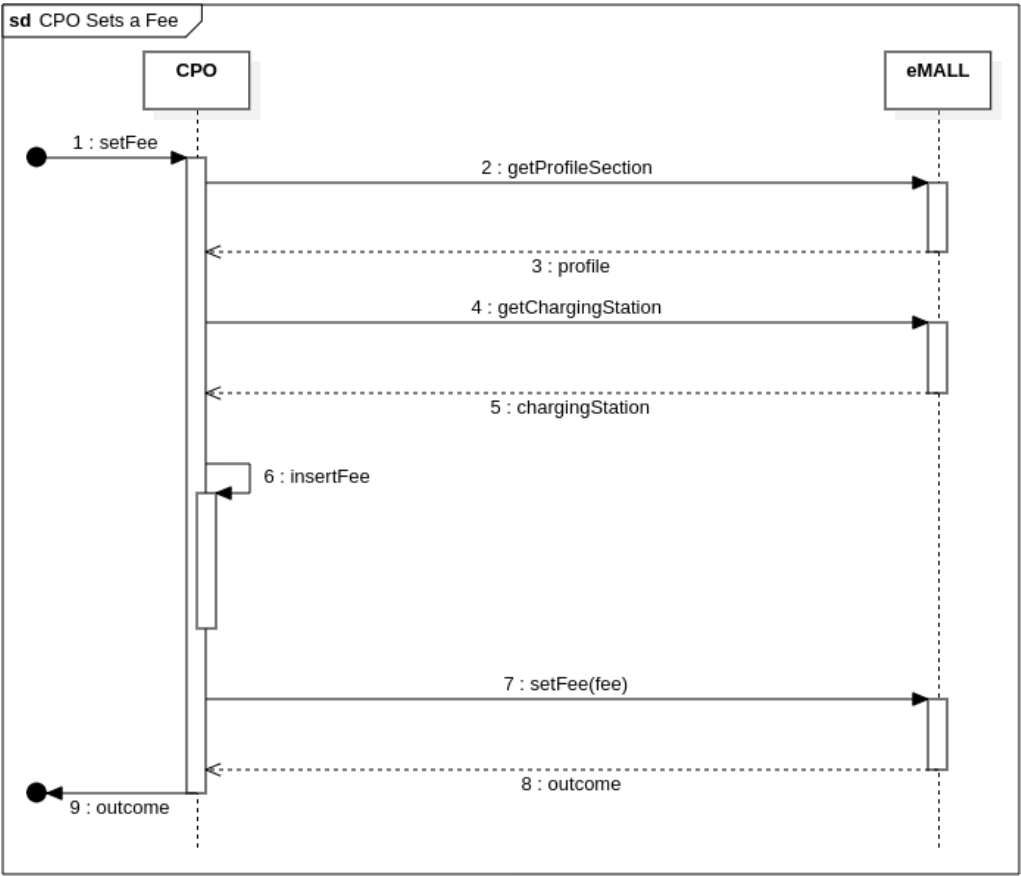 sd CPO Sets a Fee
CPO
eMALL
1 : setFee
2 : getProfileSection
3 : profile
4 : getChargingStation
5 : chargingStation
6 : insertFee
7 : setFee(fee)
8 : outcome
9 : outcome